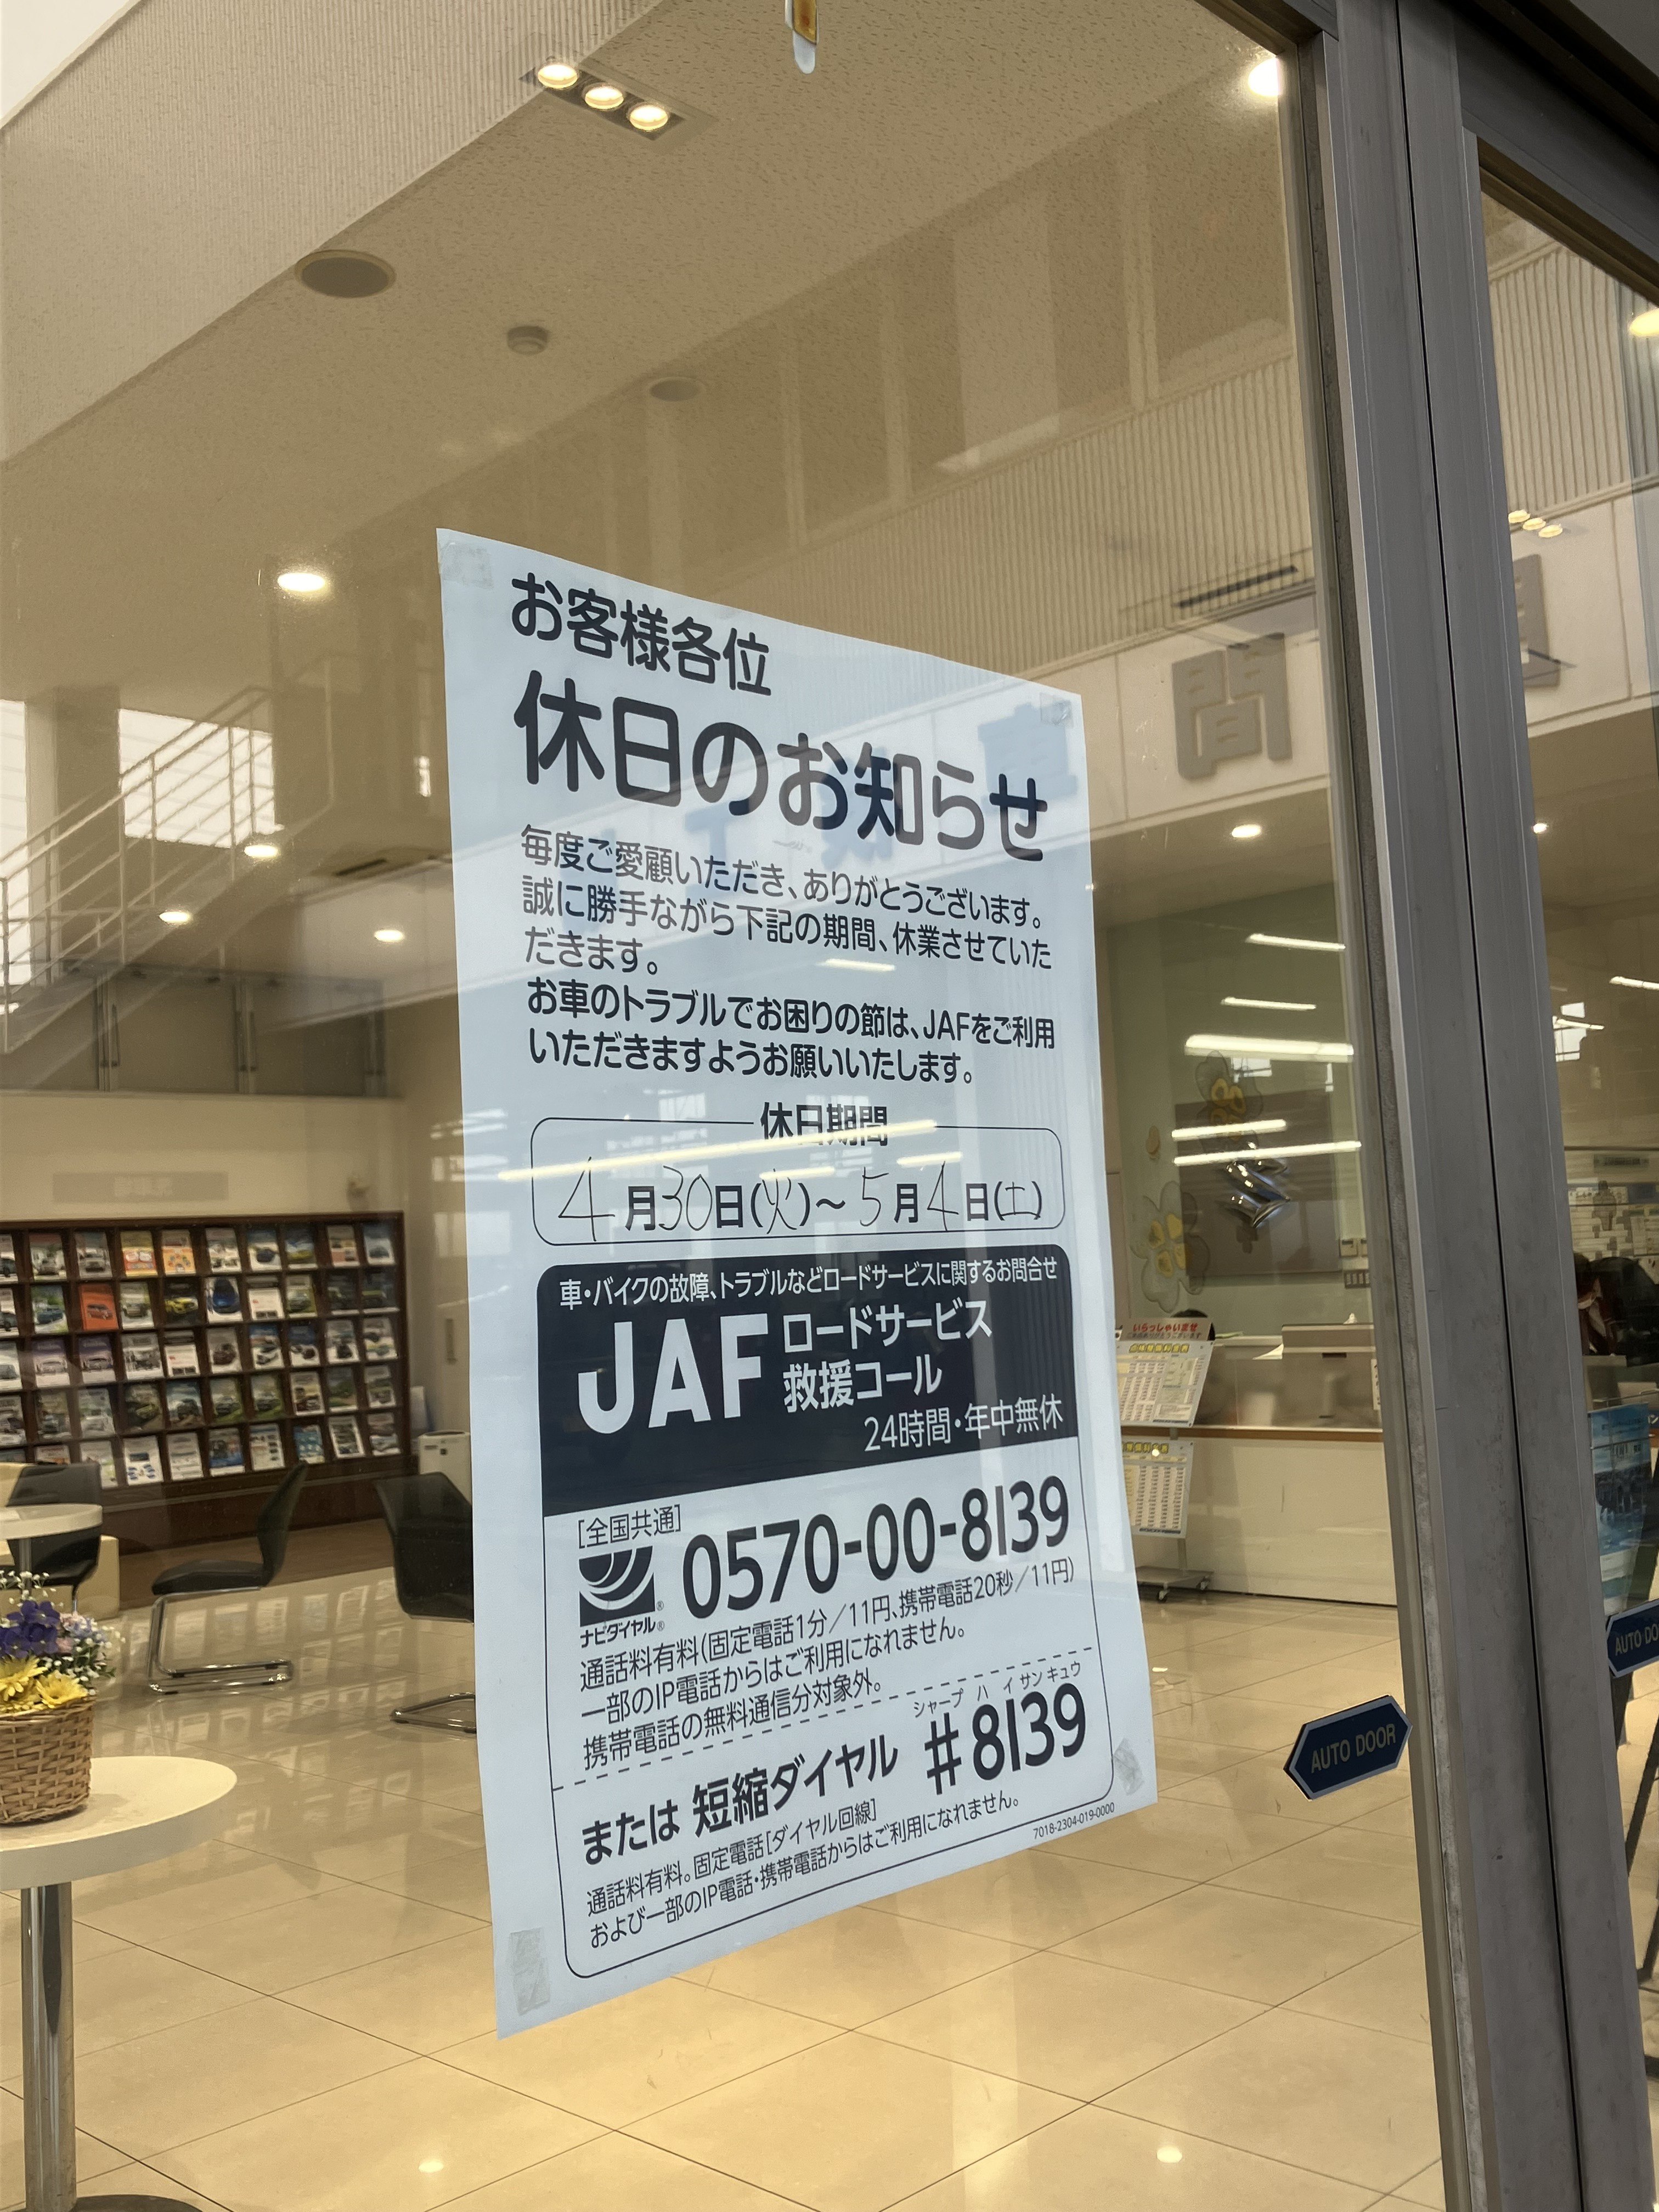 お客様各位
休日のお知らせ
毎度ご愛顧いただき、ありがとうございます。
誠に勝手ながら下記の期間、休業させていた
だきます。
お車のトラブルでお困りの節は、JAFをご利用
いただきますようお願いいたします。
休日期間
4月30日(火)～5月4日(土)
車・バイクの故障、トラブルなどロードサービスに関するお問合せ
JAF ロードサービス
救援コール
24時間・年中無休
[全国共通]
0570-00-8139
ナビダイヤル®
通話料有料(固定電話1分／11円、携帯電話20秒／11円)
一部のIP電話からはご利用になれません。
携帯電話の無料通信分対象外。
シャープ ハ イ サン キュウ
または 短縮ダイヤル #8139
通話料有料。固定電話[ダイヤル回線]
および一部のIP電話・携帯電話からはご利用になれません。
7018-2304-019-0000
AUTO DOOR
AUTO DO
間
いらっしゃいませ